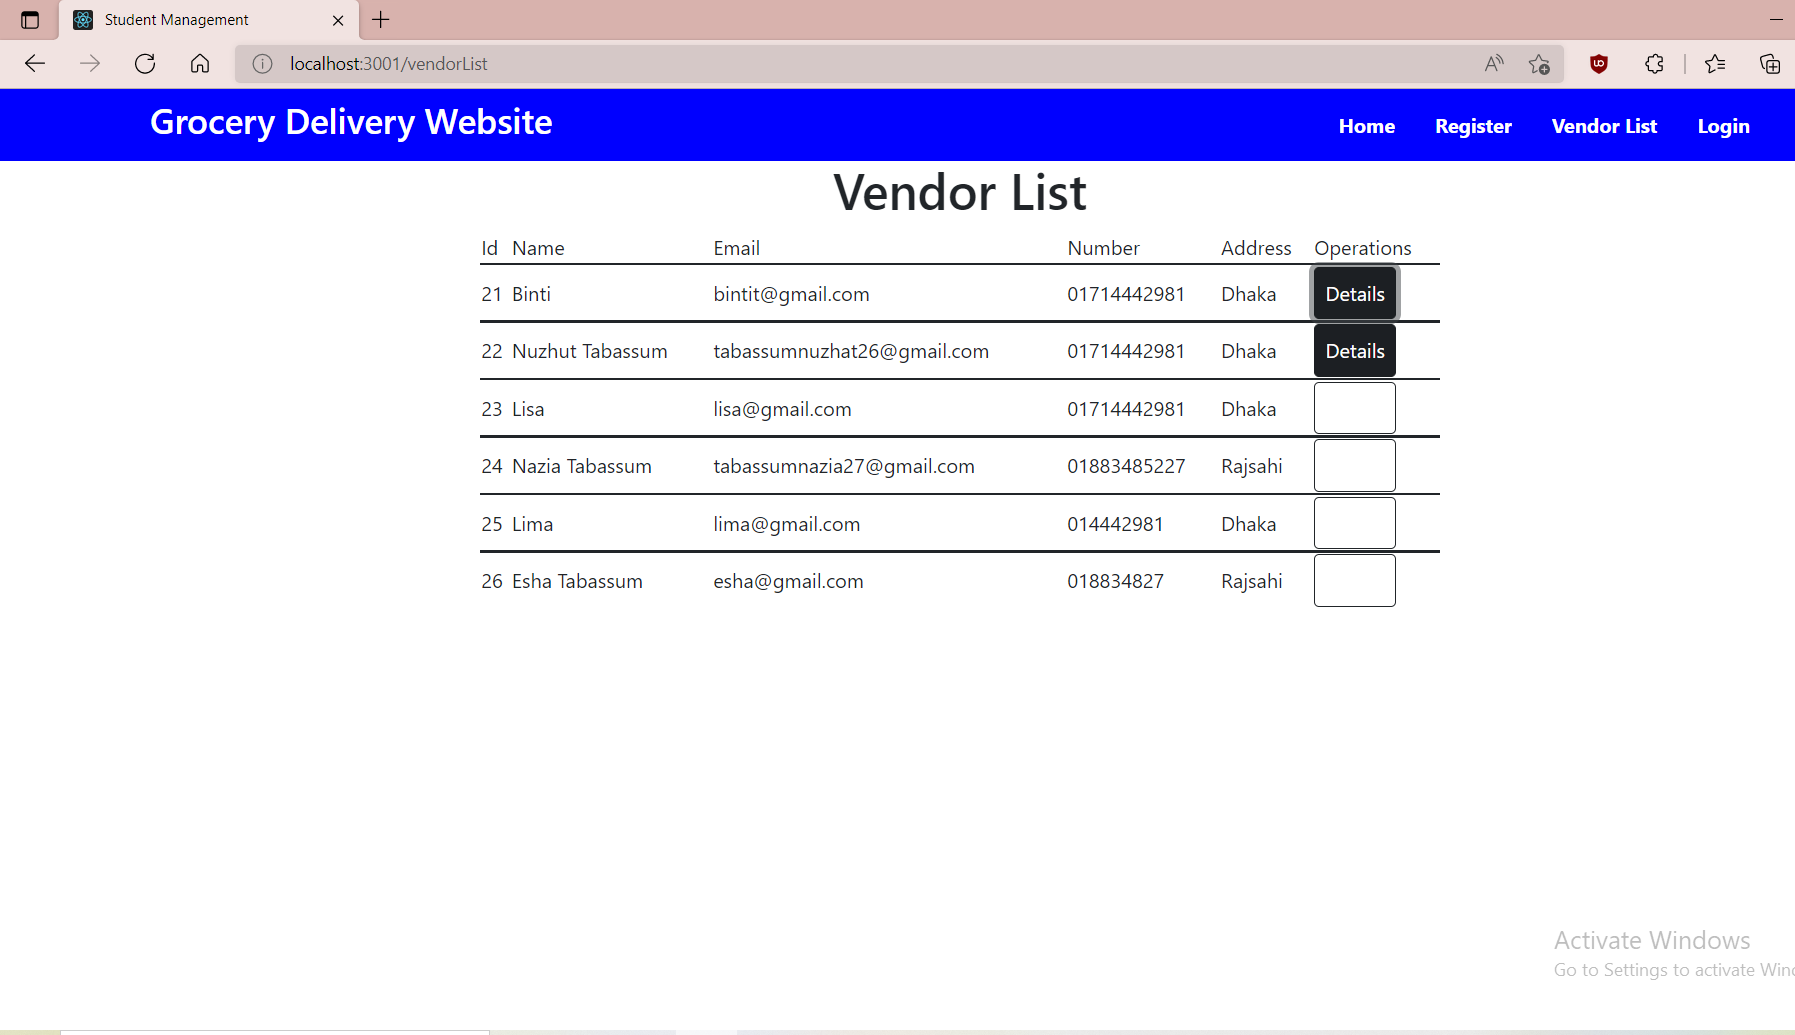 Student Management
localhost:3001/vendorList
Grocery Delivery Website
Home Register Vendor List Login
Vendor List
Id Name Email Number Address Operations
21 Binti bintit@gmail.com 01714442981 Dhaka Details
22 Nuzhut Tabassum tabassumnuzhat26@gmail.com 01714442981 Dhaka Details
23 Lisa lisa@gmail.com 01714442981 Dhaka
24 Nazia Tabassum tabassumnazia27@gmail.com 01883485227 Rajsahi
25 Lima lima@gmail.com 014442981 Dhaka
26 Esha Tabassum esha@gmail.com 018834827 Rajsahi
Activate Windows
Go to Settings to activate Win